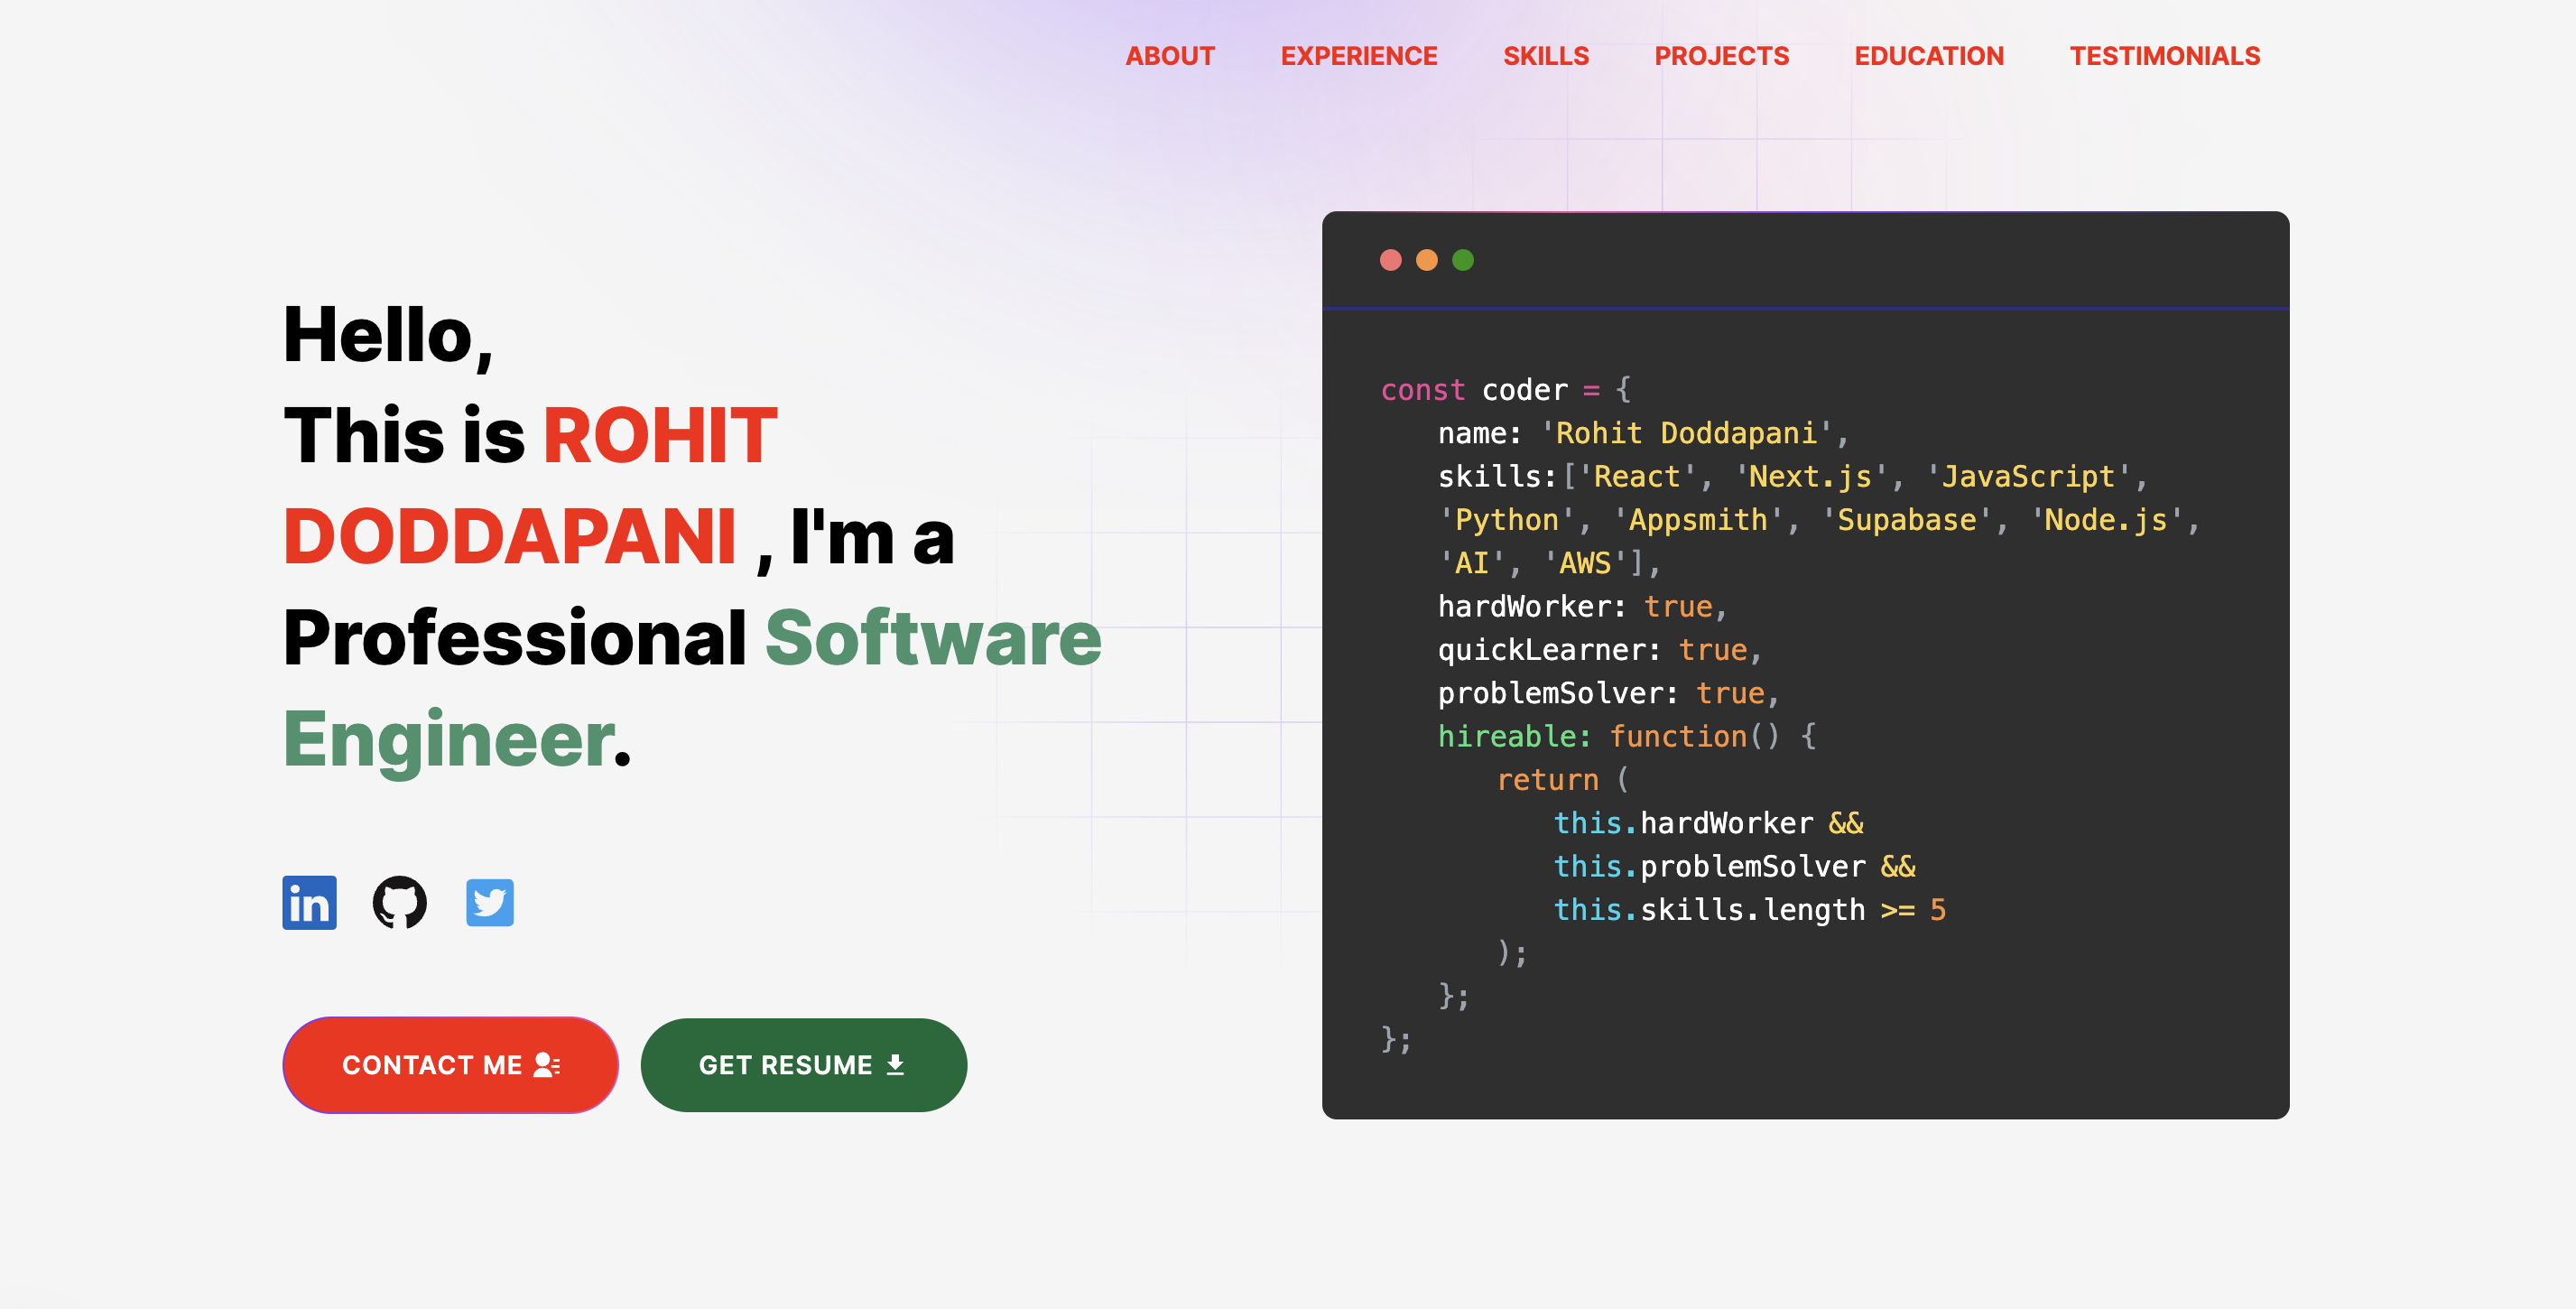 ABOUT EXPERIENCE SKILLS PROJECTS EDUCATION TESTIMONIALS
Hello,
This is ROHIT
DODDAPANI , I'm a
Professional Software
Engineer.
in
CONTACT ME
GET RESUME
const coder = {
name: 'Rohit Doddapani',
skills:['React', 'Next.js', 'JavaScript',
'Python', 'Appsmith', 'Supabase', 'Node.js',
'AI', 'AWS'],
hardWorker: true,
quickLearner: true,
problemSolver: true,
hireable: function() {
return (
this.hardWorker &&
this.problemSolver &&
this.skills.length >= 5
);
};
};